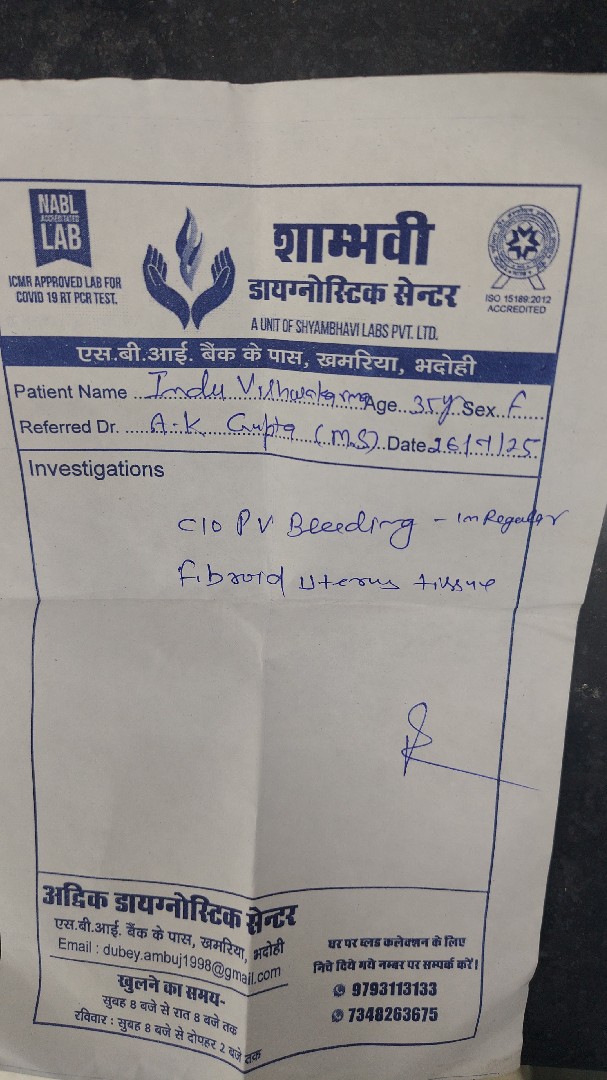 NABL
ACCREDITATED
LAB
ICMR APPROVED LAB FOR
COVID 19 RT PCR TEST.
शाम्भवी
डायग्नोस्टिक सेन्टर
A UNIT OF SHYAMBHAVI LABS PVT. LTD.
ISO 15189:2012
ACCREDITED
एस.बी.आई. बैंक के पास, खमरिया, भदोही
Patient Name Indu Vishwakarma Age 35y Sex F
Referred Dr. A.K. Gupta (M.S) Date 26/7/25
Investigations
C/O PV Bleeding - Irregular
Fibroid Uterus tissue
अद्विक डायग्नोस्टिक सेन्टर
एस.बी.आई. बैंक के पास, खमरिया, भदोही
Email : dubey.ambuj1998@gmail.com
खुलने का समय-
सुबह 8 बजे से रात 8 बजे तक
रविवार : सुबह 8 बजे से दोपहर 2 बजे तक
घर पर ब्लड कलेक्शन के लिए
निचे दिये गये नम्बर पर सम्पर्क करें।
9793113133
7348263675